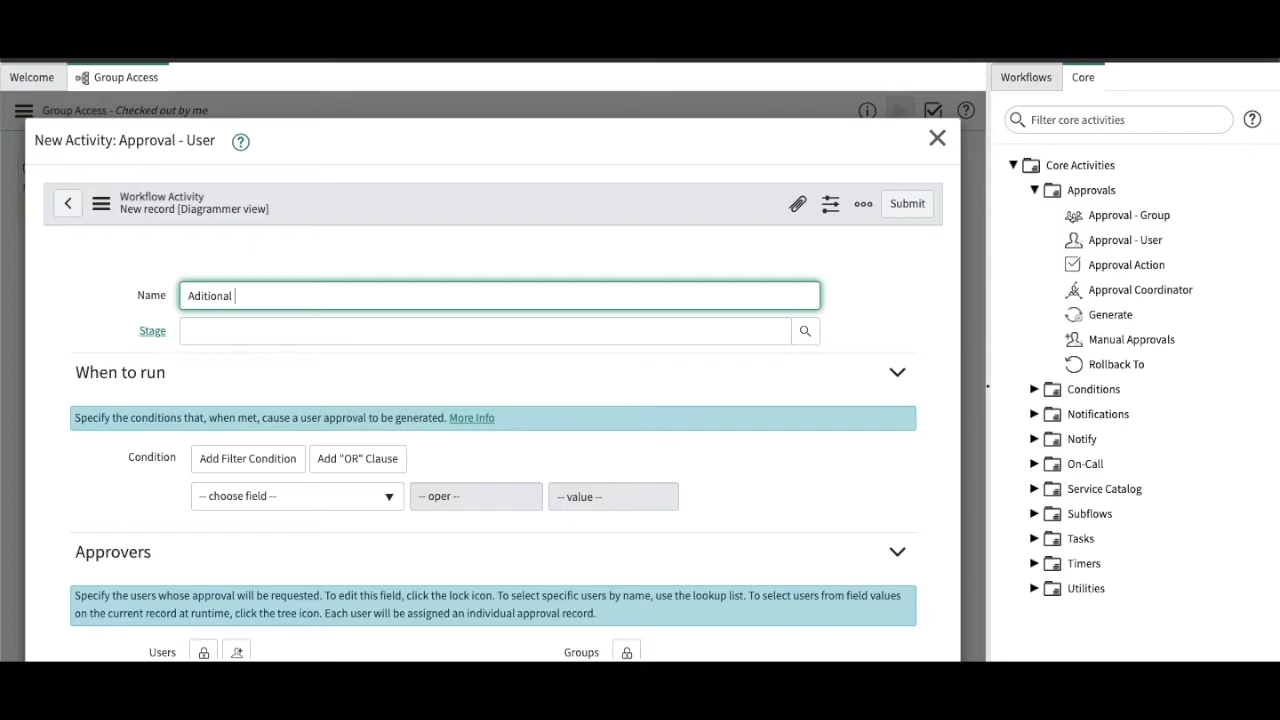 Welcome
Group Access
Workflows
Core
Group Access - Checked out by me
New Activity: Approval - User
Filter core activities
Workflow Activity
New record [Diagrammer view]
Submit
Name
Aditional
Stage
When to run
Specify the conditions that, when met, cause a user approval to be generated. More Info
Condition
Add Filter Condition
Add "OR" Clause
-- choose field --
-- oper --
-- value --
Approvers
Specify the users whose approval will be requested. To edit this field, click the lock icon. To select specific users by name, use the lookup list. To select users from field values
on the current record at runtime, click the tree icon. Each user will be assigned an individual approval record.
Users
Groups
Core Activities
Approvals
Approval - Group
Approval - User
Approval Action
Approval Coordinator
Generate
Manual Approvals
Rollback To
Conditions
Notifications
Notify
On-Call
Service Catalog
Subflows
Tasks
Timers
Utilities